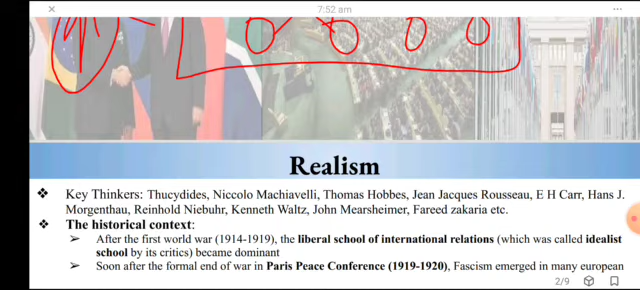 7:52 am
Realism
❖ Key Thinkers: Thucydides, Niccolo Machiavelli, Thomas Hobbes, Jean Jacques Rousseau, E H Carr, Hans J.
Morgenthau, Reinhold Niebuhr, Kenneth Waltz, John Mearsheimer, Fareed zakaria etc.
❖ The historical context:
➢ After the first world war (1914-1919), the liberal school of international relations (which was called idealist
school by its critics) became dominant
➢ Soon after the formal end of war in Paris Peace Conference (1919-1920), Fascism emerged in many european
2/9